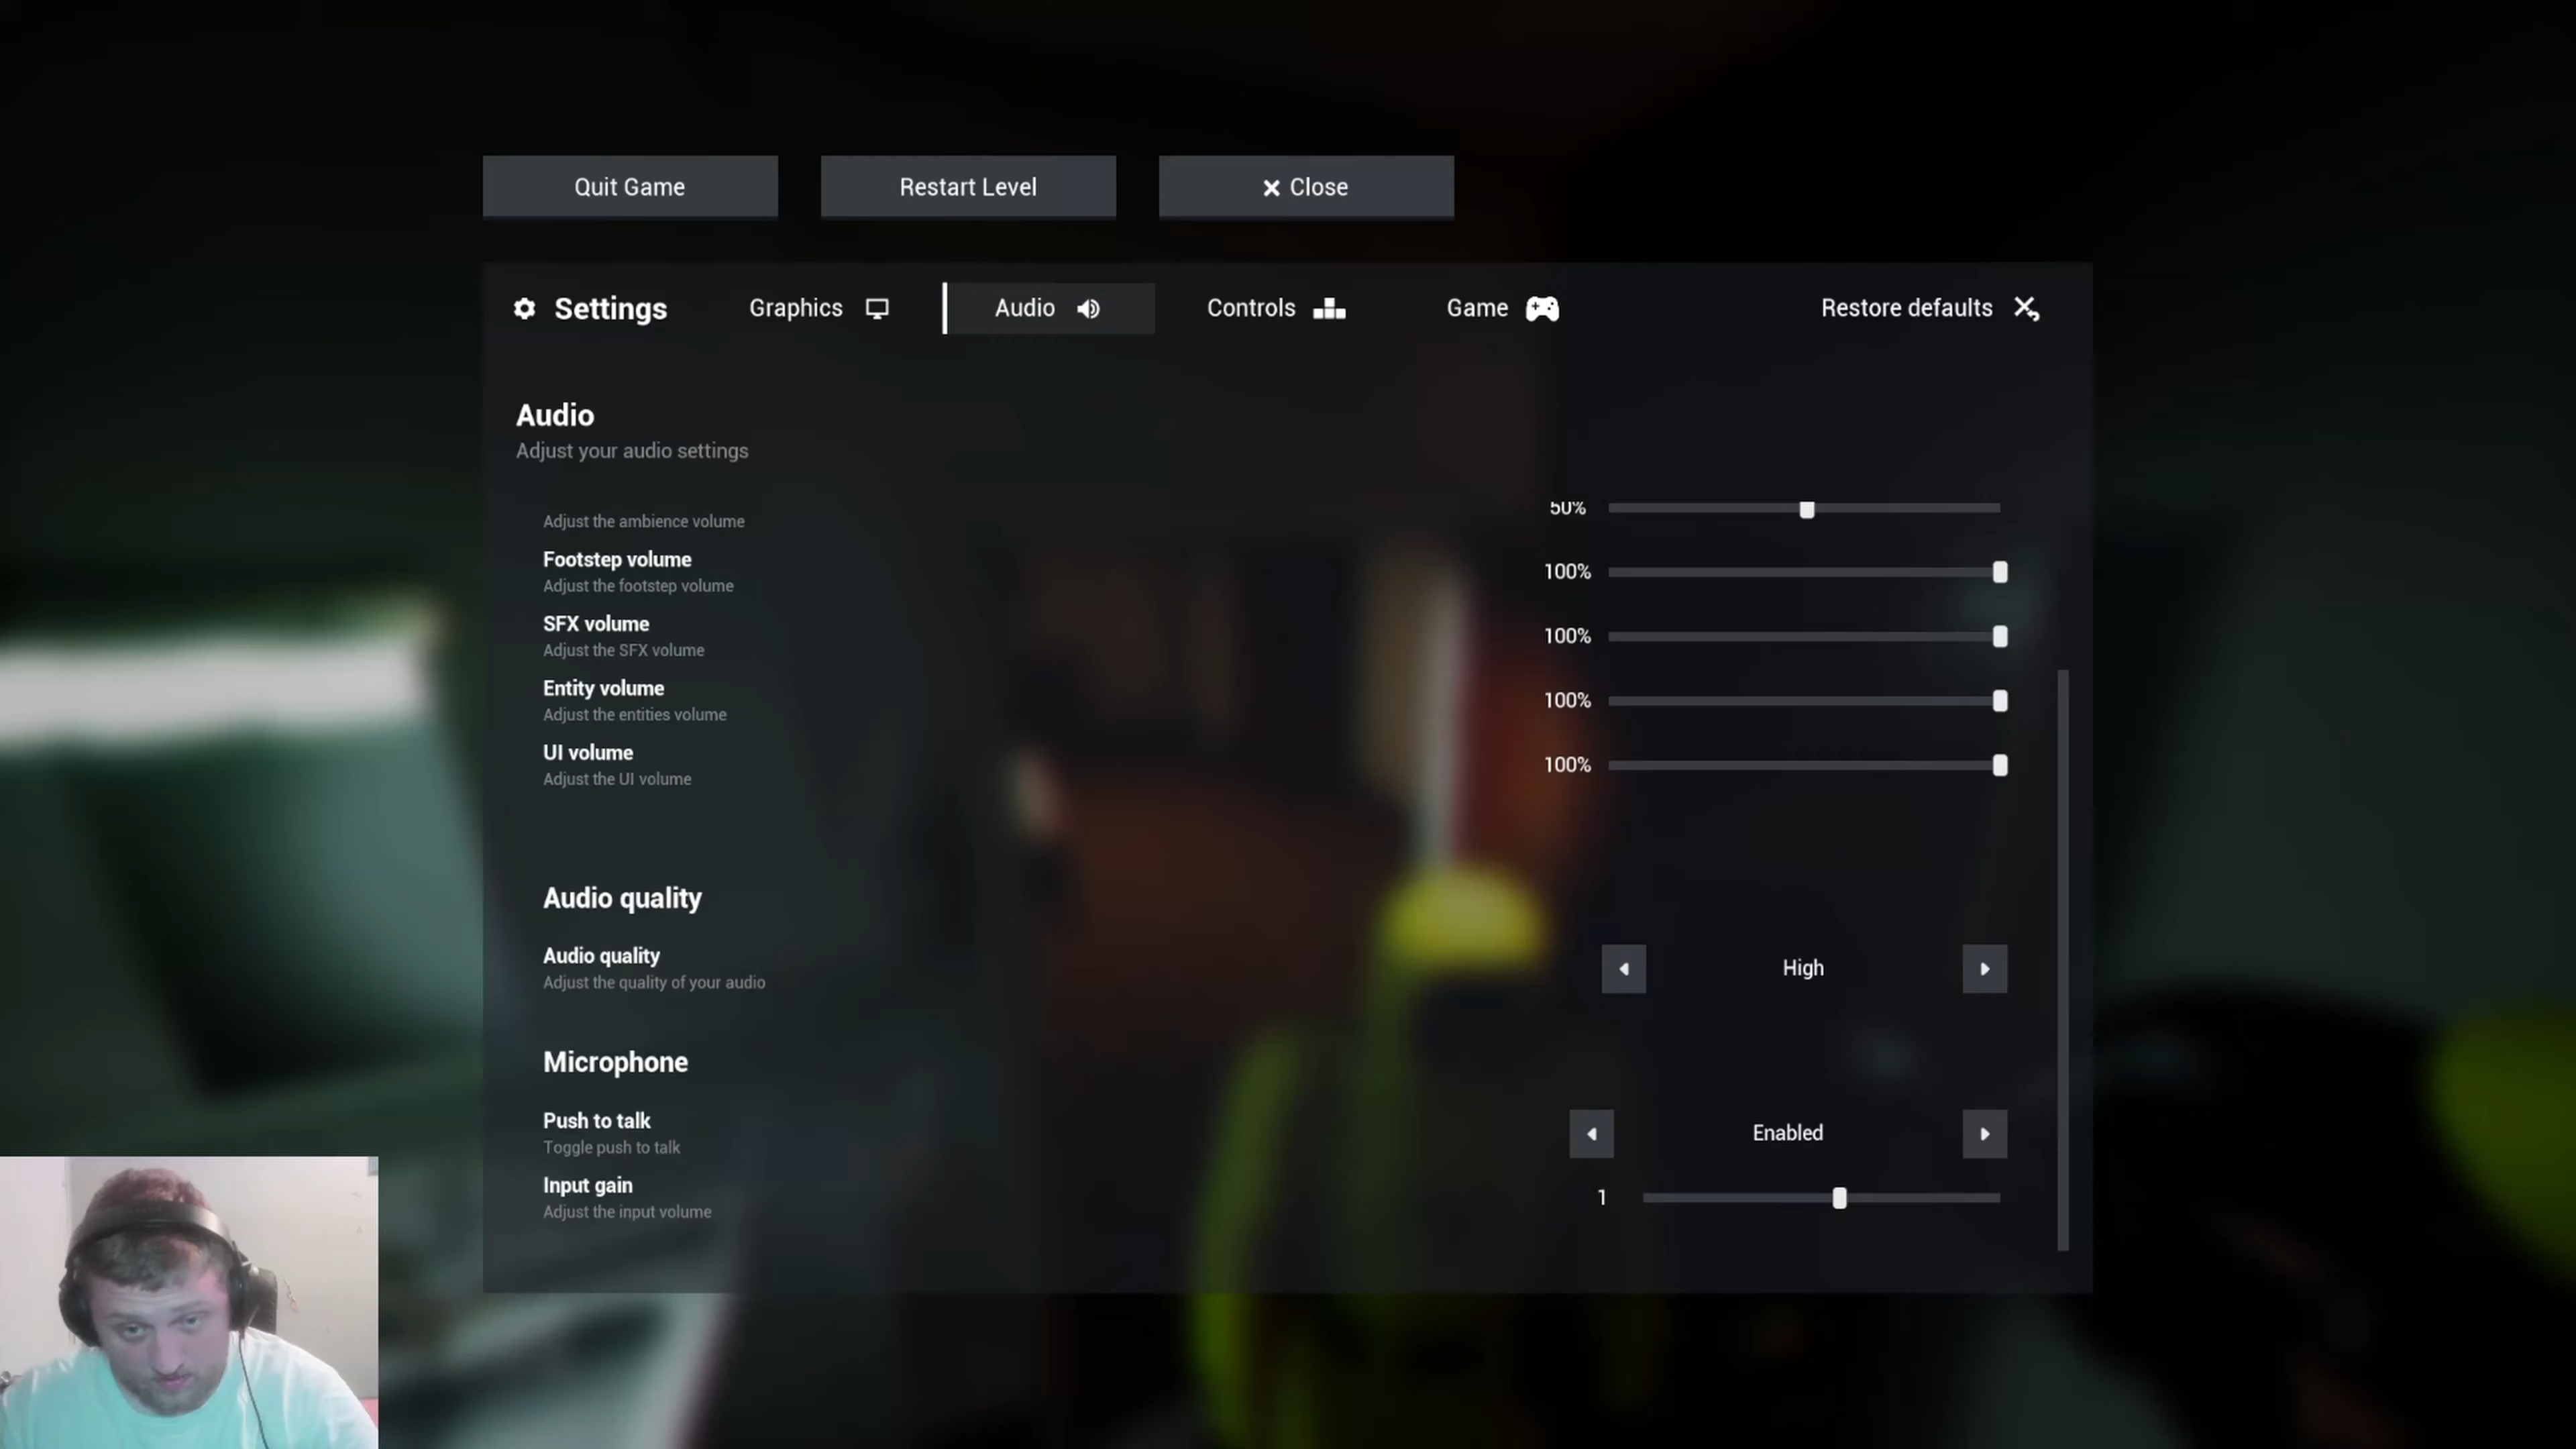 Quit Game
Restart Level
Close
Settings
Graphics
Audio
Controls
Game
Restore defaults
Audio
Adjust your audio settings
Adjust the ambience volume
50%
Footstep volume
Adjust the footstep volume
100%
SFX volume
Adjust the SFX volume
100%
Entity volume
Adjust the entities volume
100%
UI volume
Adjust the UI volume
100%
Audio quality
Audio quality
Adjust the quality of your audio
High
Microphone
Push to talk
Toggle push to talk
Enabled
Input gain
Adjust the input volume
1